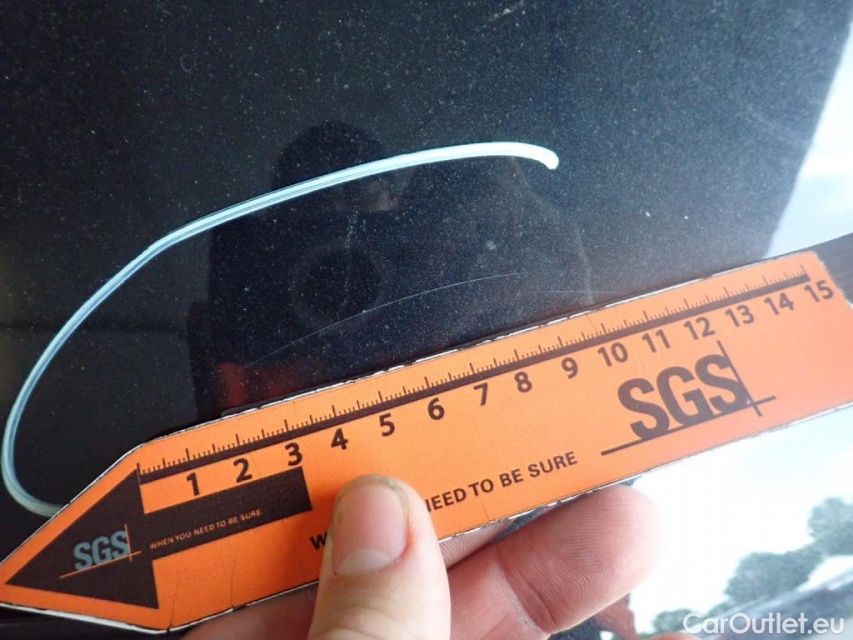 1 2 3 4 5 6 7 8 9 10 11 12 13 14 15
SGS
NEED TO BE SURE
SGS WHEN YOU NEED TO BE SURE
CarOutlet.eu